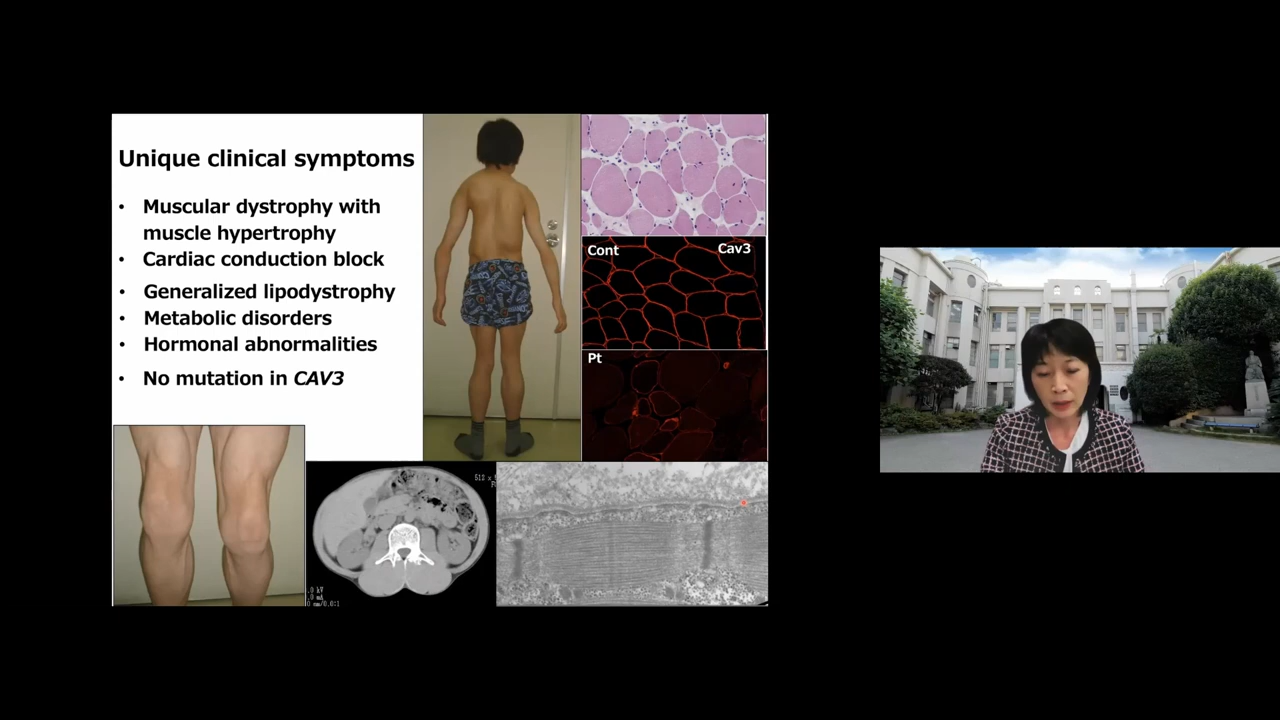 Unique clinical symptoms
• Muscular dystrophy with
muscle hypertrophy
• Cardiac conduction block
• Generalized lipodystrophy
• Metabolic disorders
• Hormonal abnormalities
• No mutation in CAV3
Cont
Cav3
Pt